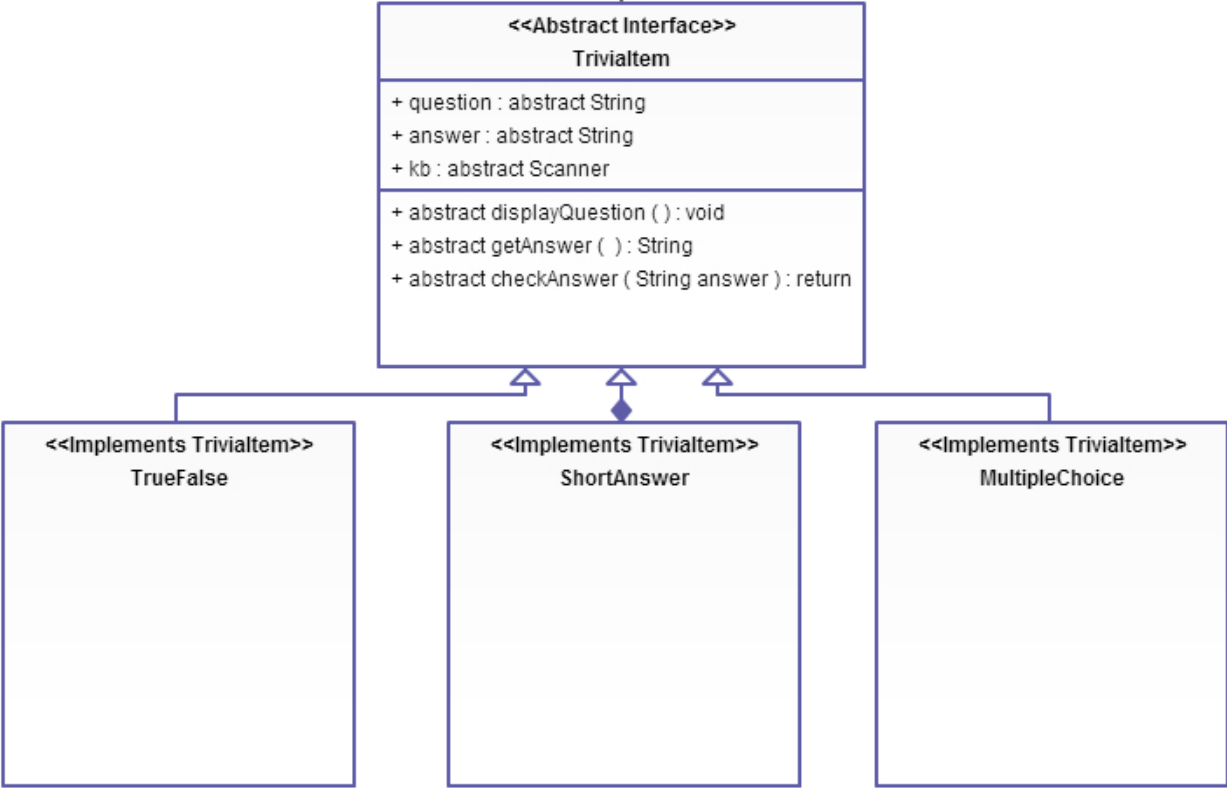 <<Abstract Interface>>
TriviaItem
+ question : abstract String
+ answer : abstract String
+ kb : abstract Scanner
+ abstract displayQuestion ( ) : void
+ abstract getAnswer ( ) : String
+ abstract checkAnswer ( String answer ) : return
<<Implements TriviaItem>>
TrueFalse
<<Implements TriviaItem>>
ShortAnswer
<<Implements TriviaItem>>
MultipleChoice